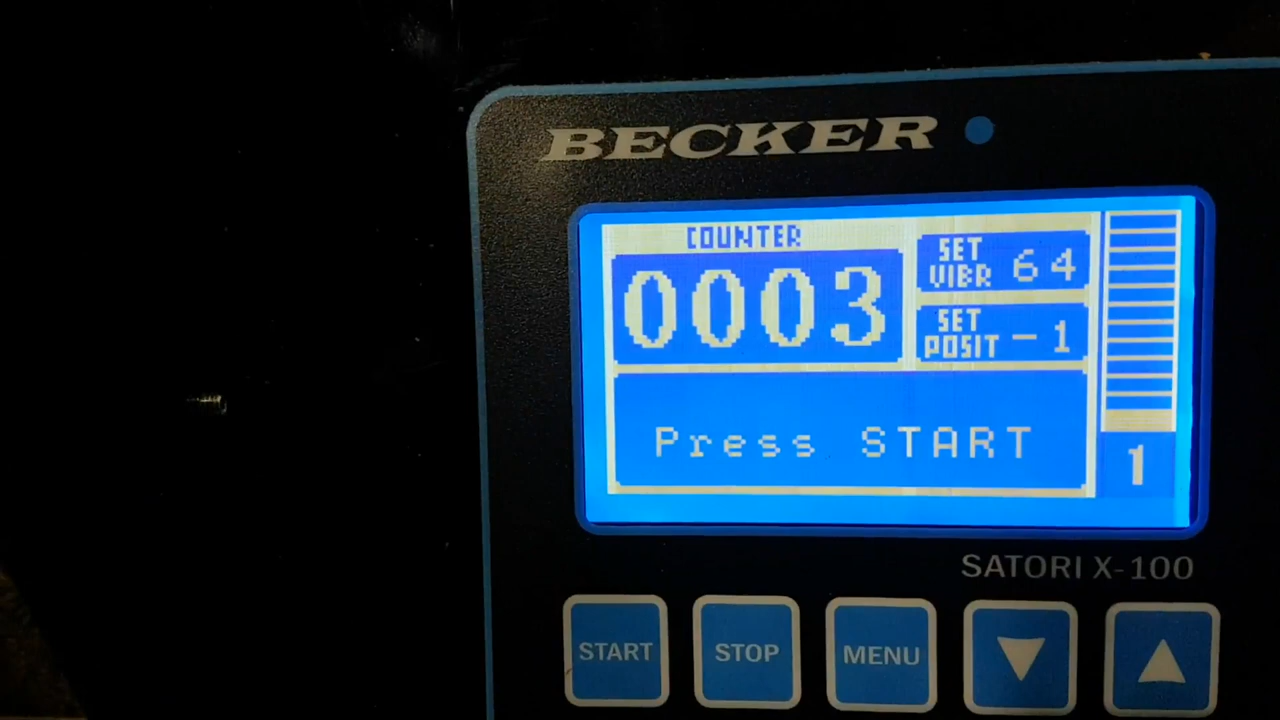 BECKER
COUNTER
0003
SET
VIBR 64
SET
POSIT -1
Press START
1
SATORI X-100
START STOP MENU